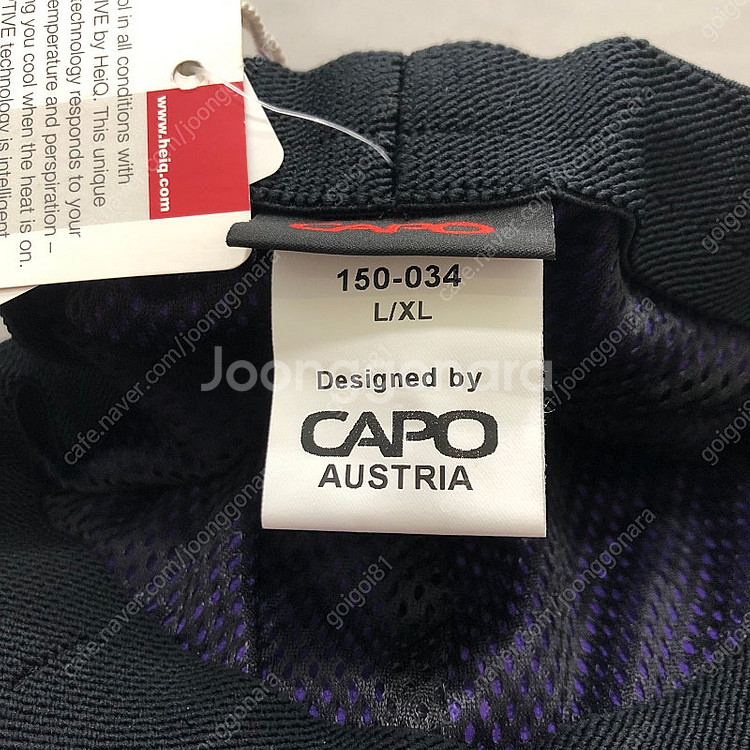 ol in all conditions with
TIVE by HeiQ. This unique
technology responds to your
temperature and perspiration –
ng you cool when the heat is on.
TIVE technology is intelligent
www.heiq.com
CAPO
150-034
L/XL
Designed by
CAPO
AUSTRIA
Joonggonara
cafe.naver.com/joonggonara
goigoi81